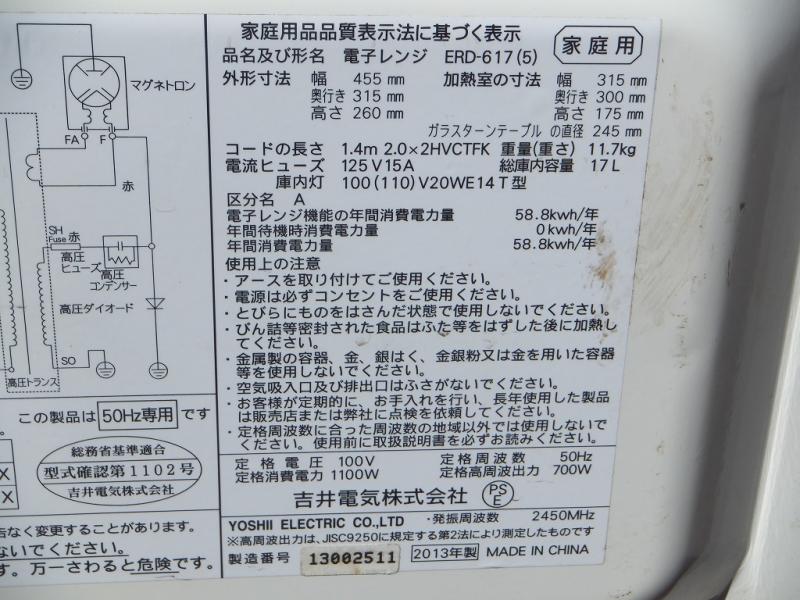 マグネトロン
FA
F
赤
SH
Fuse
赤
高圧
ヒューズ
高圧
コンデンサー
高圧ダイオード
SO
高圧トランス
この製品は 50Hz専用 です
総務省基準適合
型式確認第1102号
吉井電気株式会社
X
X
なく変更することがあります。
ないでください。
す。万一さわると危険です。
家庭用品品質表示法に基づく表示
家庭用
品名及び形名 電子レンジ ERD-617(5)
外形寸法 幅 455 mm 加熱室の寸法 幅 315 mm
奥行き 315 mm 奥行き 300 mm
高さ 260 mm 高さ 175 mm
ガラスターンテーブル の直径 245 mm
コードの長さ 1.4m 2.0×2HVCTFK 重量(重さ) 11.7kg
電流ヒューズ 125V15A 総庫内容量 17L
庫内灯 100(110)V20WE14T型
区分名 A
電子レンジ機能の年間消費電力量 58.8kwh/年
年間待機時消費電力量 0kwh/年
年間消費電力量 58.8kwh/年
使用上の注意
・アースを取り付けてご使用ください。
・電源は必ずコンセントをご使用ください。
・とびらにものをはさんだ状態で使用しないでください。
・びん詰等密封された食品はふた等をはずした後に加熱し
てください。
・金属製の容器、金、銀はく、金銀粉又は金を用いた容器
等を使用しないでください。
・空気吸入口及び排出口はふさがないでください。
・お客様が定期的に、お手入れを行い、長年使用した製品
は販売店または弊社に点検を依頼してください。
・定格周波数に合った周波数の地域以外では使用しないで
ください。使用前に取扱説明書を必ずお読みください。
定格電圧 100V 定格周波数 50Hz
定格消費電力 1100W 定格高周波出力 700W
吉井電気株式会社 PSE
YOSHII ELECTRIC CO.,LTD ・発振周波数 2450MHz
※高周波出力は、JISC9250に規定する第2法により測定したものです
製造番号 13002511 2013年製 MADE IN CHINA